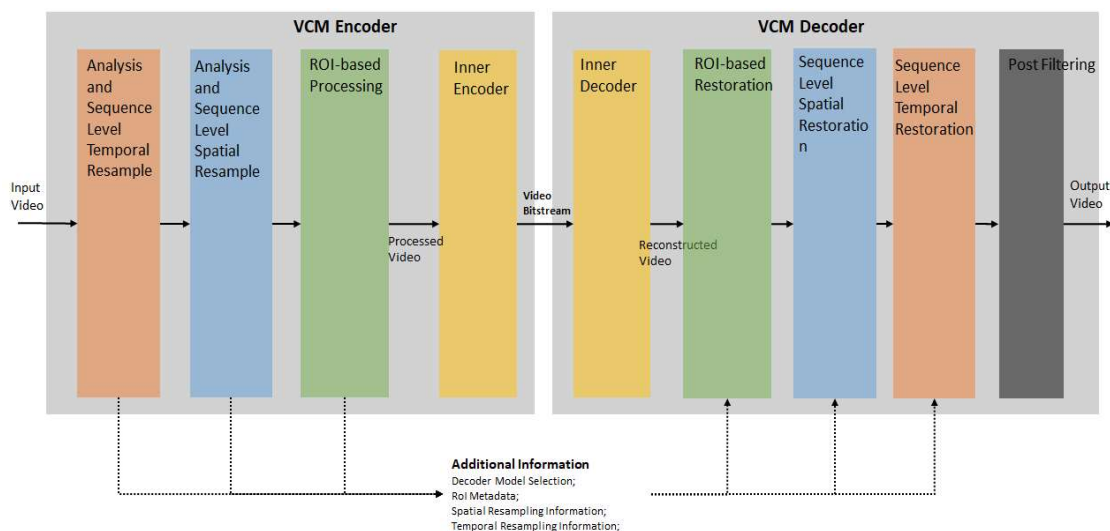 VCM Encoder
Analysis
and
Sequence
Level
Temporal
Resample
Analysis
and
Sequence
Level
Spatial
Resample
ROI-based
Processing
Inner
Encoder
Input
Video
Processed
Video
Video
Bitstream
VCM Decoder
Inner
Decoder
ROI-based
Restoration
Sequence
Level
Spatial
Restoratio
n
Sequence
Level
Temporal
Restoration
Post Filtering
Reconstructed
Video
Output
Video
Additional Information
Decoder Model Selection;
RoI Metadata;
Spatial Resampling Information;
Temporal Resampling Information;